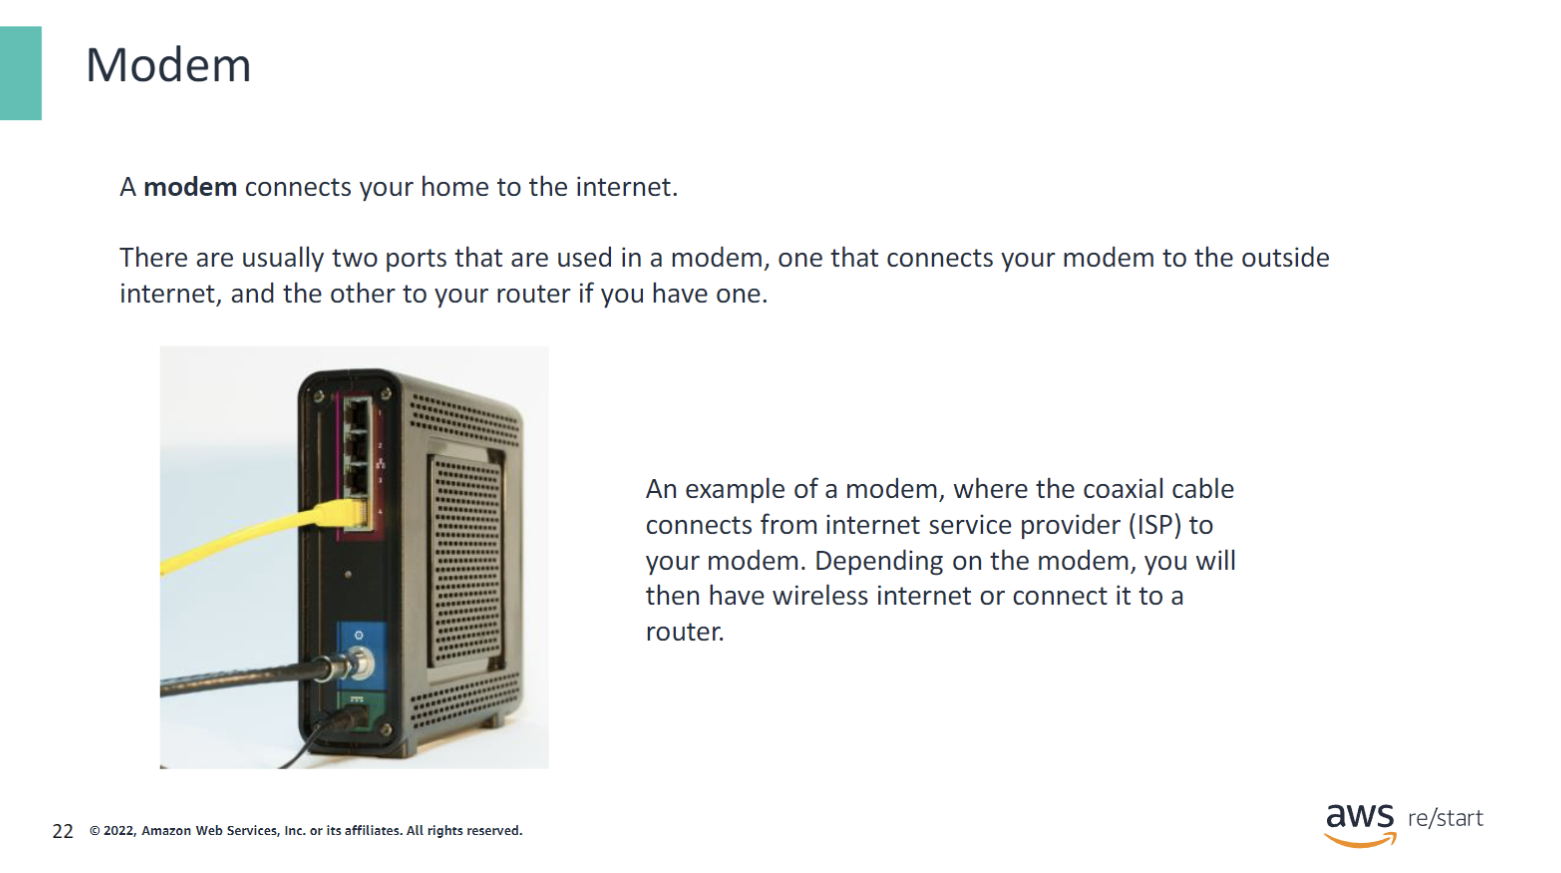 Modem
A modem connects your home to the internet.
There are usually two ports that are used in a modem, one that connects your modem to the outside
internet, and the other to your router if you have one.
1
2
3
4
An example of a modem, where the coaxial cable
connects from internet service provider (ISP) to
your modem. Depending on the modem, you will
then have wireless internet or connect it to a
router.
22 © 2022, Amazon Web Services, Inc. or its affiliates. All rights reserved.
aws re/start